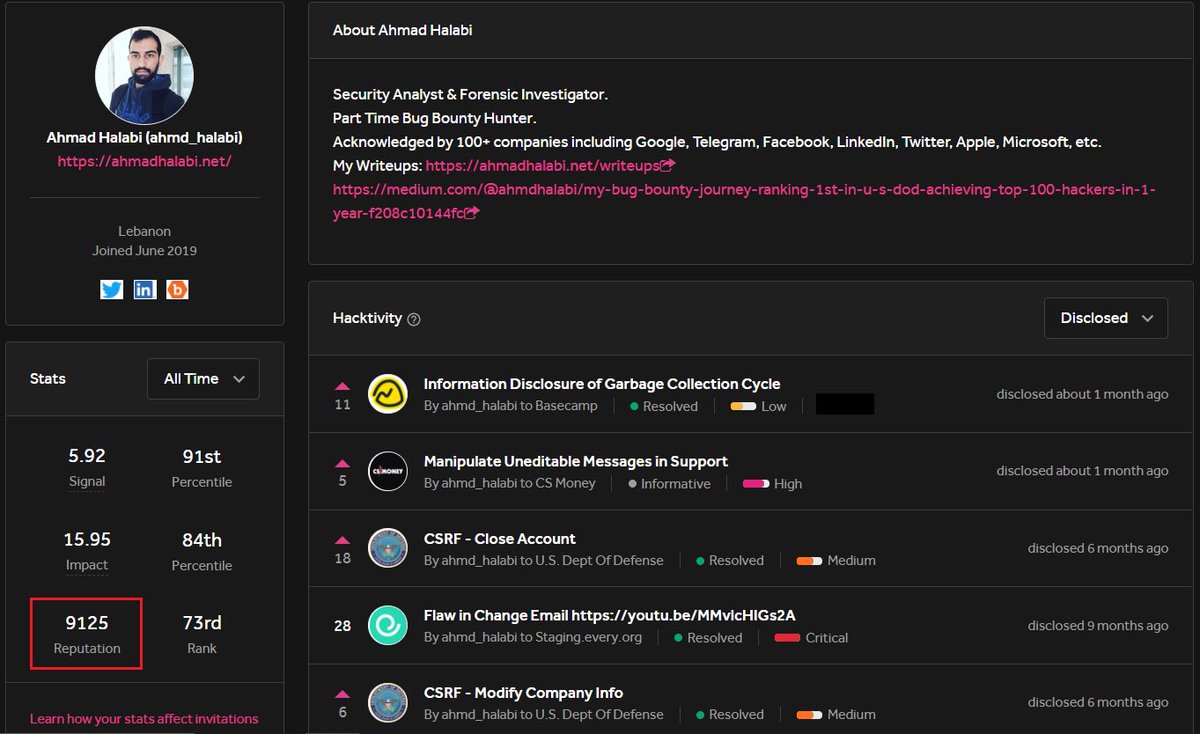 Ahmad Halabi (ahmd_halabi)
https://ahmadhalabi.net/
Lebanon
Joined June 2019
Stats
All Time
5.92
Signal
91st
Percentile
15.95
Impact
84th
Percentile
9125
Reputation
73rd
Rank
Learn how your stats affect invitations
About Ahmad Halabi
Security Analyst & Forensic Investigator.
Part Time Bug Bounty Hunter.
Acknowledged by 100+ companies including Google, Telegram, Facebook, LinkedIn, Twitter, Apple, Microsoft, etc.
My Writeups: https://ahmadhalabi.net/writeups
https://medium.com/@ahmdhalabi/my-bug-bounty-journey-ranking-1st-in-u-s-dod-achieving-top-100-hackers-in-1-
year-f208c10144fc
Hacktivity
Disclosed
11
Information Disclosure of Garbage Collection Cycle
By ahmd_halabi to Basecamp Resolved Low
disclosed about 1 month ago
5
CS.MONEY
Manipulate Uneditable Messages in Support
By ahmd_halabi to CS Money Informative High
disclosed about 1 month ago
18
CSRF - Close Account
By ahmd_halabi to U.S. Dept Of Defense Resolved Medium
disclosed 6 months ago
28
Flaw in Change Email https://youtu.be/MMvlcHIGs2A
By ahmd_halabi to Staging.every.org Resolved Critical
disclosed 9 months ago
6
CSRF - Modify Company Info
By ahmd_halabi to U.S. Dept Of Defense Resolved Medium
disclosed 6 months ago